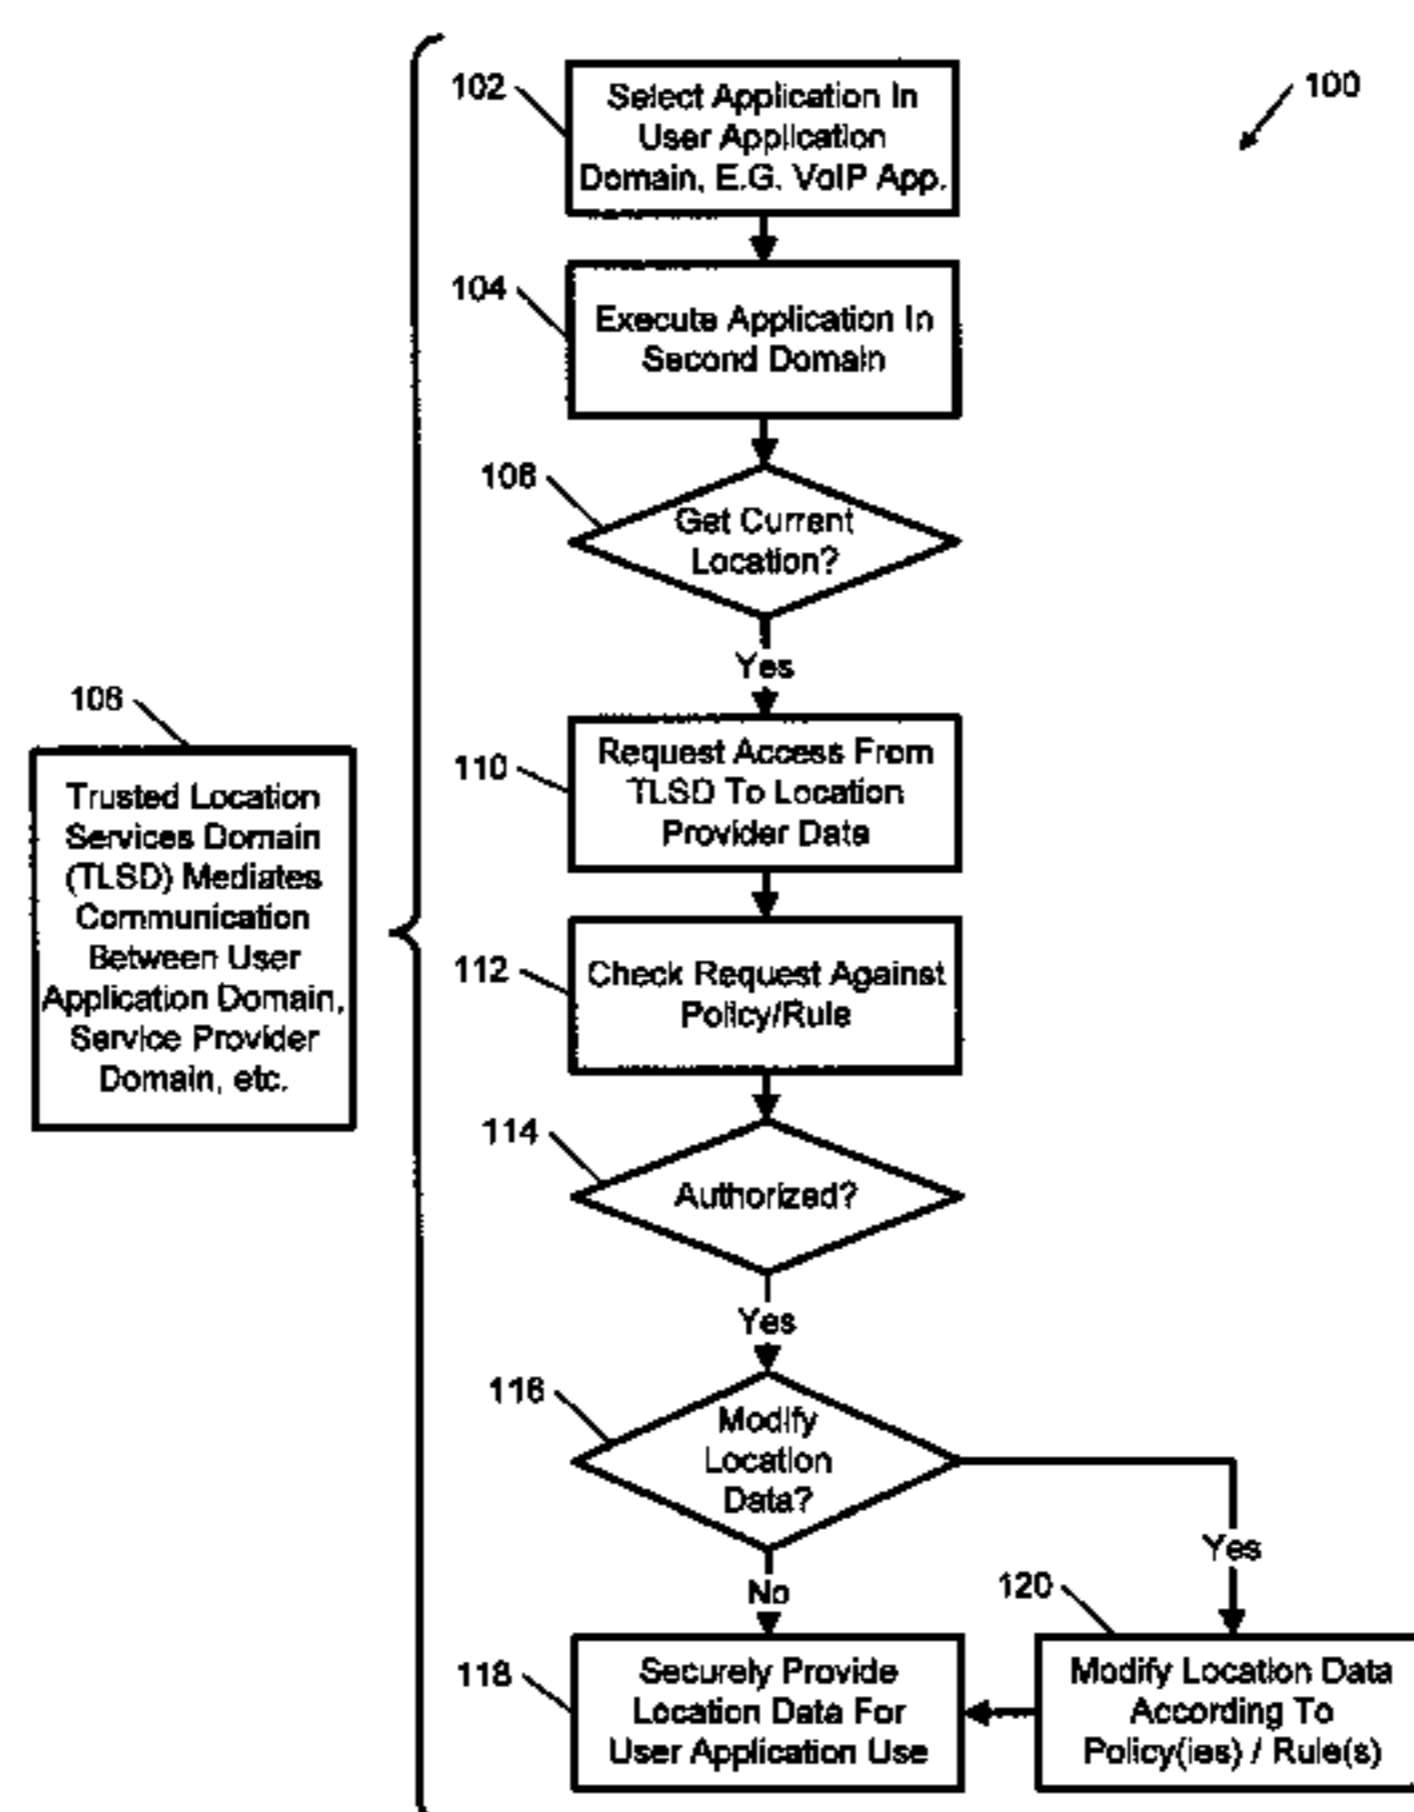 100
102
Select Application In
User Application
Domain, E.G. VoIP App.
104
Execute Application In
Second Domain
106
Get Current
Location?
Yes
108
Trusted Location
Services Domain
(TLSD) Mediates
Communication
Between User
Application Domain,
Service Provider
Domain, etc.
110
Request Access From
TLSD To Location
Provider Data
112
Check Request Against
Policy/Rule
114
Authorized?
Yes
116
Modify
Location
Data?
Yes
No
118
Securely Provide
Location Data For
User Application Use
120
Modify Location Data
According To
Policy(ies) / Rule(s)